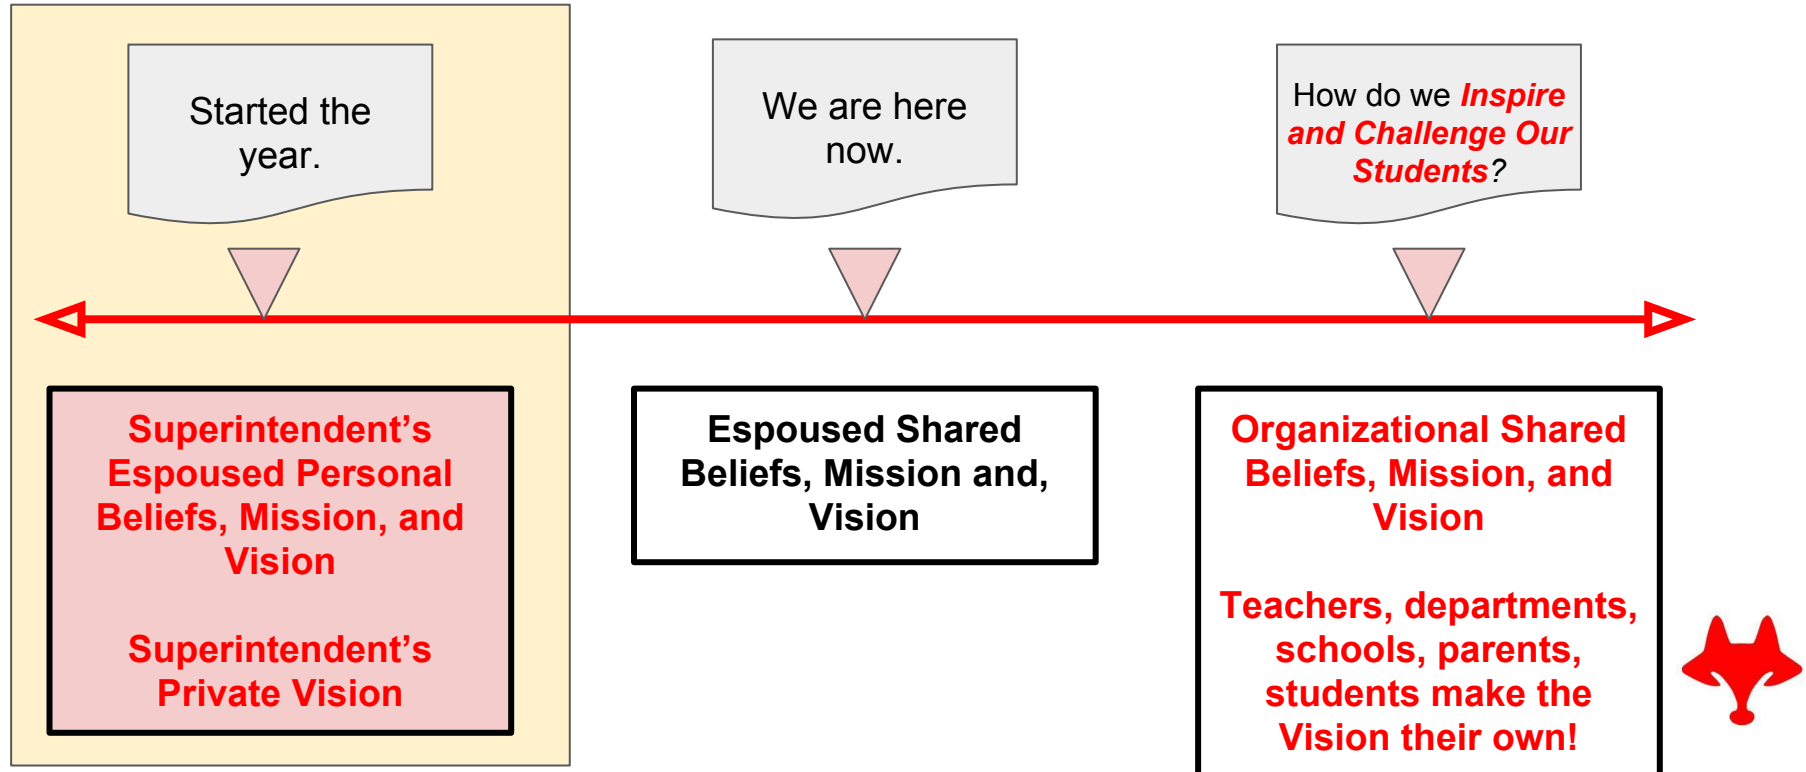 Started the
year.
We are here
now.
How do we Inspire
and Challenge Our
Students?
Superintendent’s
Espoused Personal
Beliefs, Mission, and
Vision
Superintendent’s
Private Vision
Espoused Shared
Beliefs, Mission and,
Vision
Organizational Shared
Beliefs, Mission, and
Vision
Teachers, departments,
schools, parents,
students make the
Vision their own!